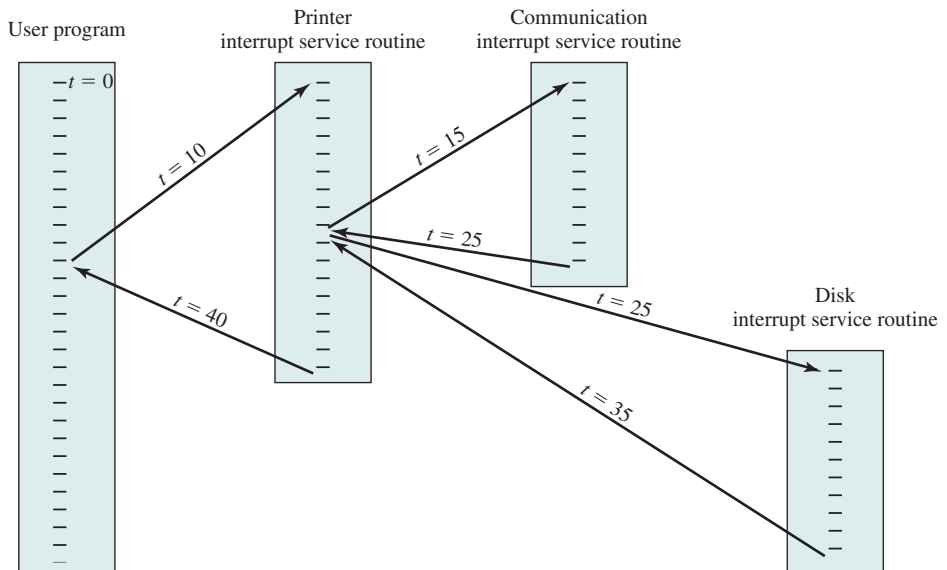 User program
Printer
interrupt service routine
Communication
interrupt service routine
t = 0
t = 10
t = 15
t = 25
t = 40
t = 25
Disk
interrupt service routine
t = 35